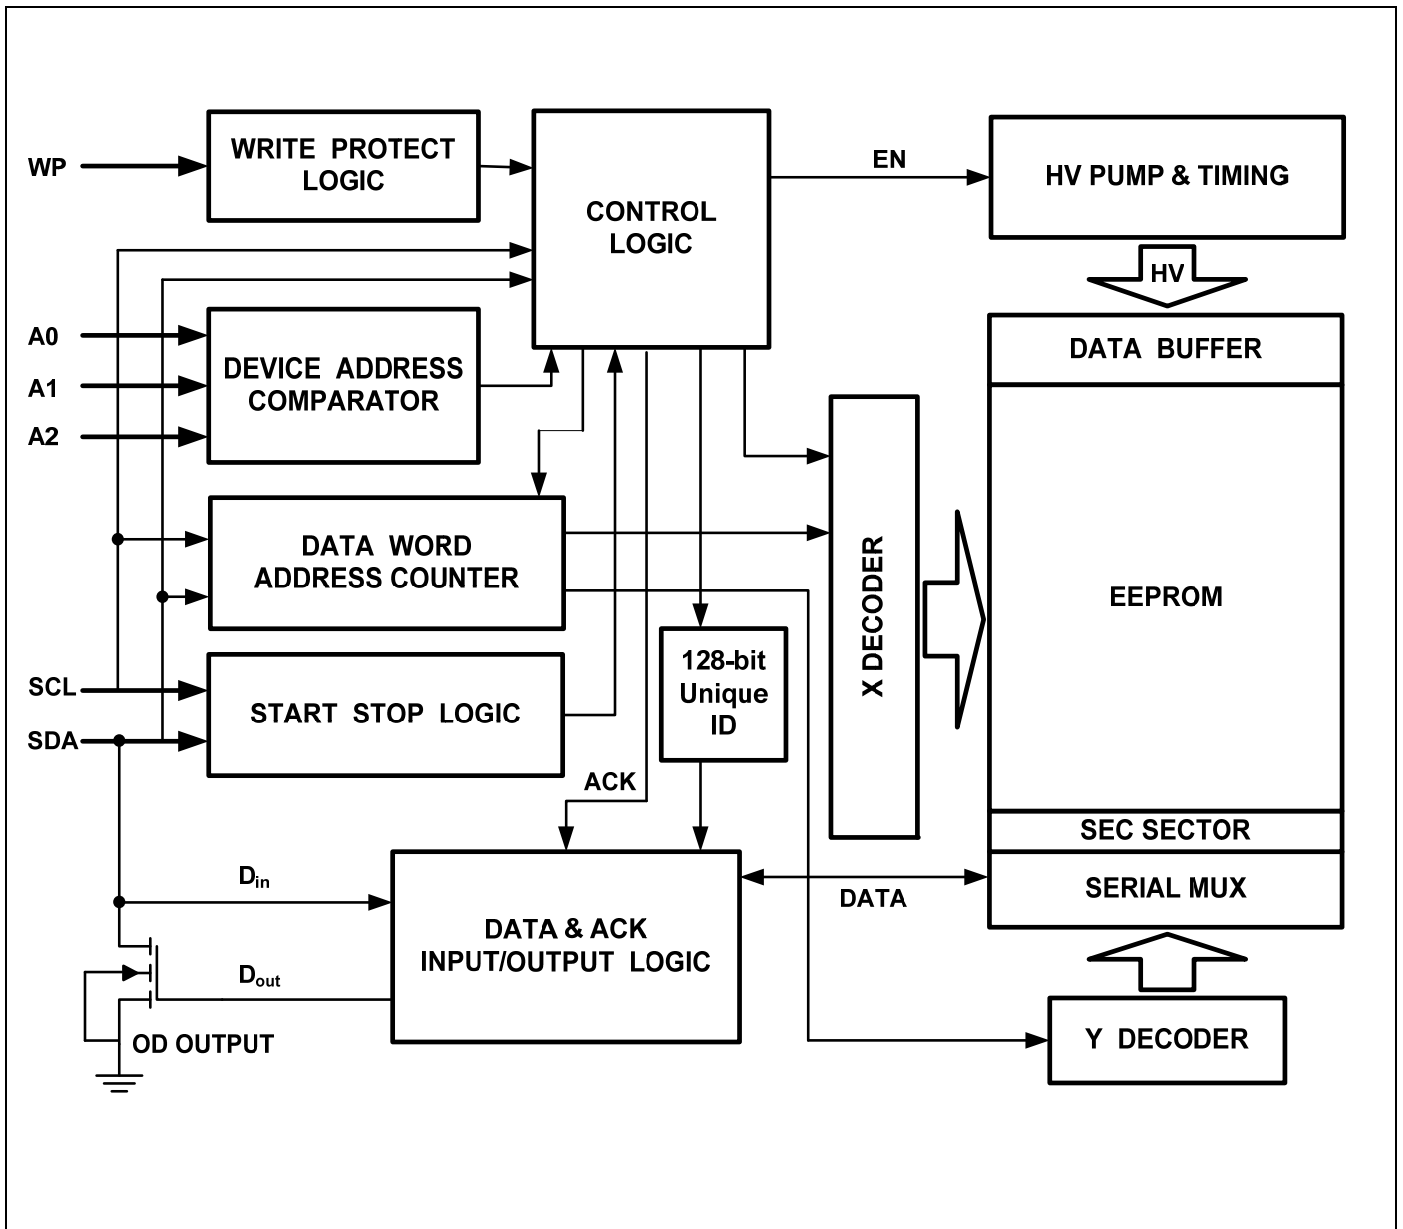 WP
WRITE PROTECT
LOGIC
CONTROL
LOGIC
EN
HV PUMP & TIMING
HV
A0
A1
A2
DEVICE ADDRESS
COMPARATOR
DATA BUFFER
DATA WORD
ADDRESS COUNTER
X DECODER
EEPROM
SCL
SDA
START STOP LOGIC
128-bit
Unique
ID
ACK
SEC SECTOR
SERIAL MUX
Din
DATA
DATA & ACK
INPUT/OUTPUT LOGIC
Dout
OD OUTPUT
Y DECODER